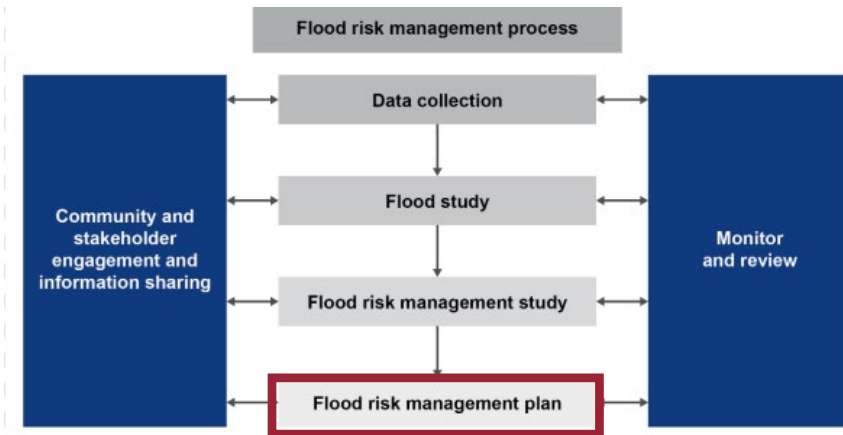 Flood risk management process
Data collection
Flood study
Community and
stakeholder
engagement and
information sharing
Monitor
and review
Flood risk management study
Flood risk management plan